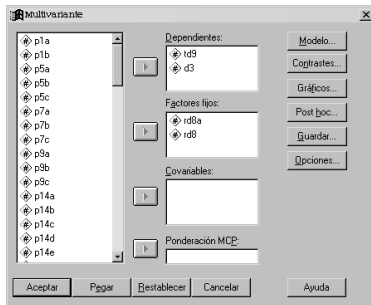 Multivariante
p1a
p1b
p5a
p5b
p5c
p7a
p7b
p7c
p9a
p9b
p9c
p14a
p14b
p14c
p14d
p14e
Dependientes:
td9
d3
Factores fijos:
rd8a
rd8
Covariables:
Ponderación MCP:
Modelo...
Contrastes...
Gráficos...
Post hoc...
Guardar...
Opciones...
Aceptar
Pegar
Restablecer
Cancelar
Ayuda